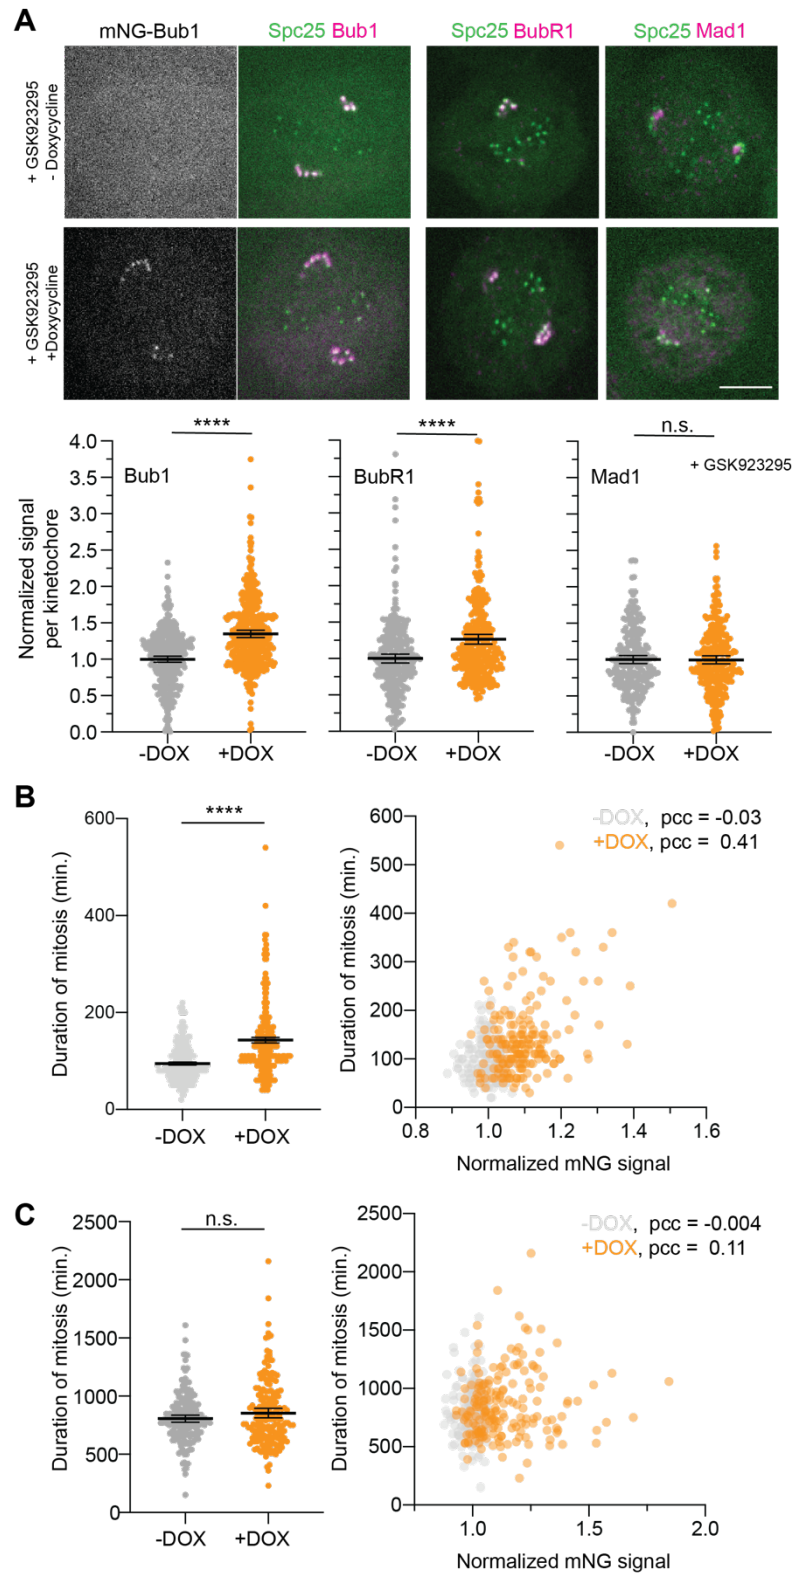 A
mNG-Bub1
Spc25 Bub1
Spc25 BubR1
Spc25 Mad1
+ GSK923295
- Doxycycline
+ GSK923295
+Doxycycline
****
****
n.s.
+ GSK923295
Bub1
BubR1
Mad1
Normalized signal
per kinetochore
4.0
3.5
3.0
2.5
2.0
1.5
1.0
0.5
0.0
-DOX
+DOX
-DOX
+DOX
-DOX
+DOX
B
****
Duration of mitosis (min.)
600
400
200
0
-DOX
+DOX
-DOX, pcc = -0.03
+DOX, pcc = 0.41
Duration of mitosis (min.)
600
500
400
300
200
100
0
0.8
1.0
1.2
1.4
1.6
Normalized mNG signal
C
n.s.
Duration of mitosis (min.)
2500
2000
1500
1000
500
0
-DOX
+DOX
-DOX, pcc = -0.004
+DOX, pcc = 0.11
Duration of mitosis (min.)
2500
2000
1500
1000
500
0
1.0
1.5
2.0
Normalized mNG signal